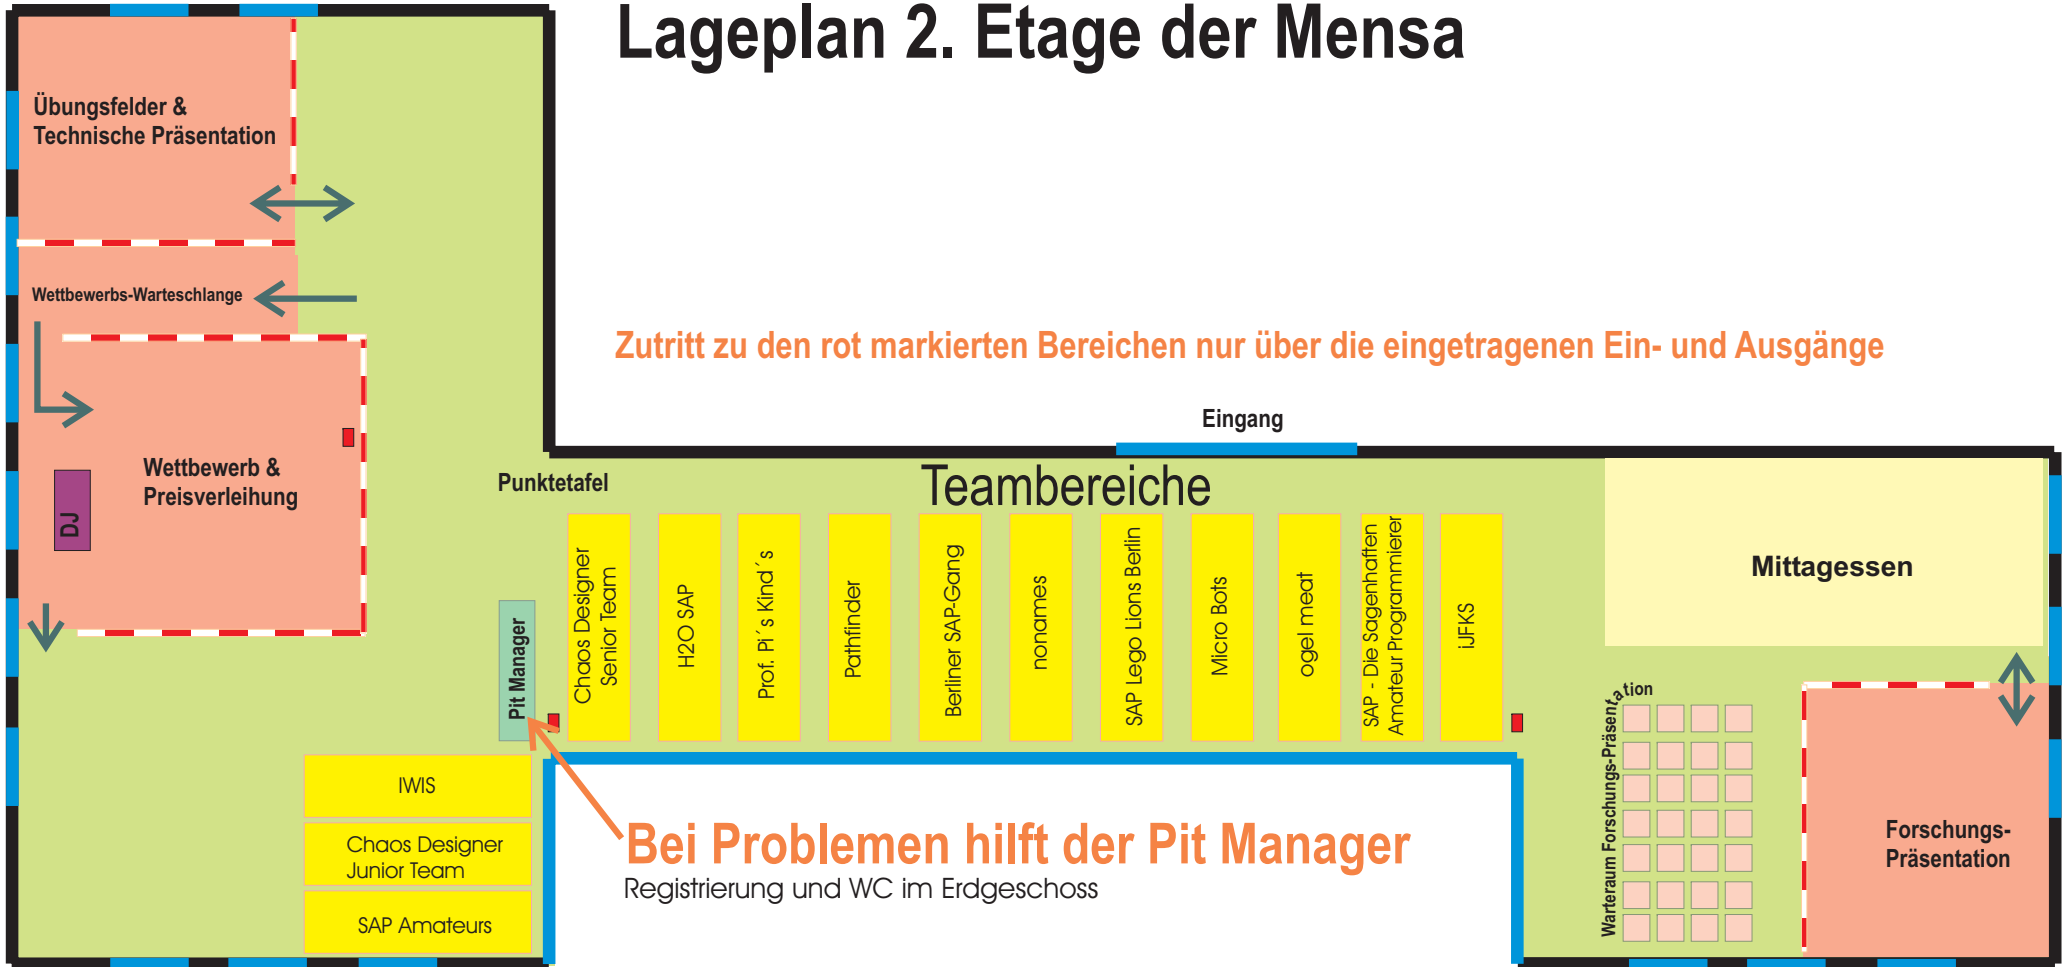 Lageplan 2. Etage der Mensa
Übungsfelder &
Technische Präsentation
Wettbewerbs-Warteschlange
Zutritt zu den rot markierten Bereichen nur über die eingetragenen Ein- und Ausgänge
Eingang
Wettbewerb &
Preisverleihung
DJ
Punktetafel
Teambereiche
Pit Manager
Chaos Designer
Senior Team
H2O SAP
Prof. Pi´s Kind´s
Pathfinder
Berliner SAP-Gang
nonames
SAP Lego Lions Berlin
Micro Bots
ogel meat
SAP - Die Sagenhaften
Amateur Programmierer
iJFKS
Mittagessen
Warteraum Forschungs-Präsentation
Forschungs-
Präsentation
IWIS
Chaos Designer
Junior Team
SAP Amateurs
Bei Problemen hilft der Pit Manager
Registrierung und WC im Erdgeschoss